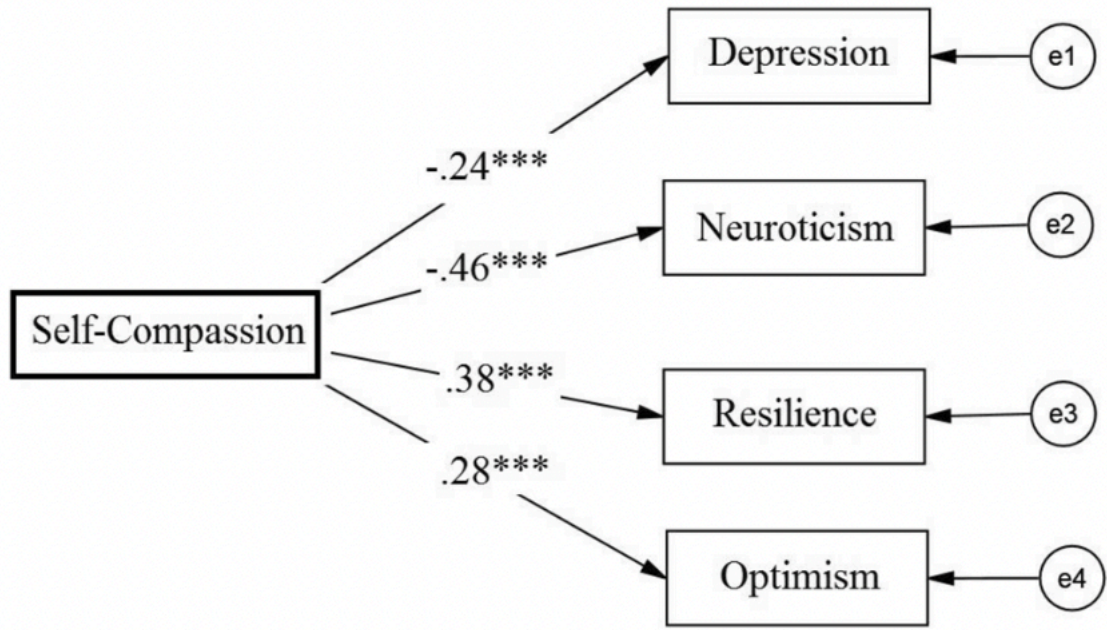 Depression
e1
-.24***
Neuroticism
e2
-.46***
Self-Compassion
.38***
Resilience
e3
.28***
Optimism
e4